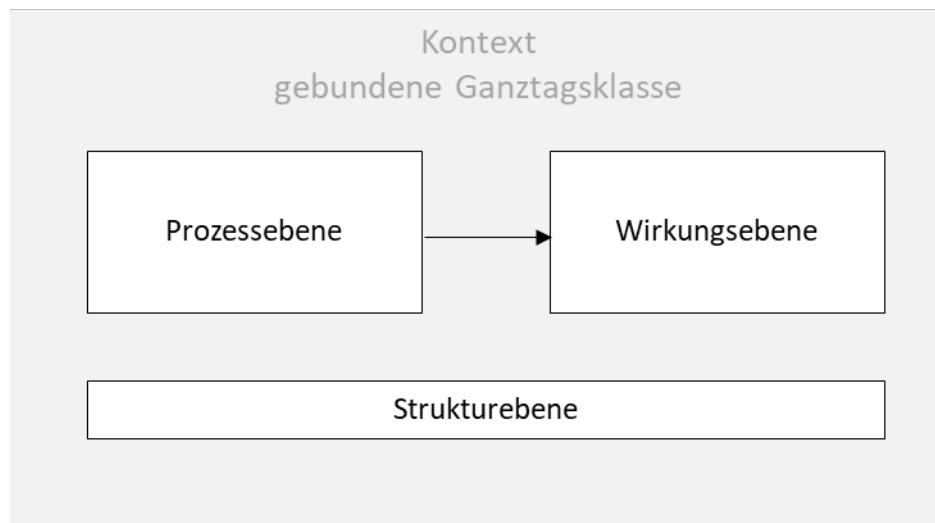 Kontext
gebundene Ganztagsklasse
Prozessebene
Wirkungsebene
Strukturebene